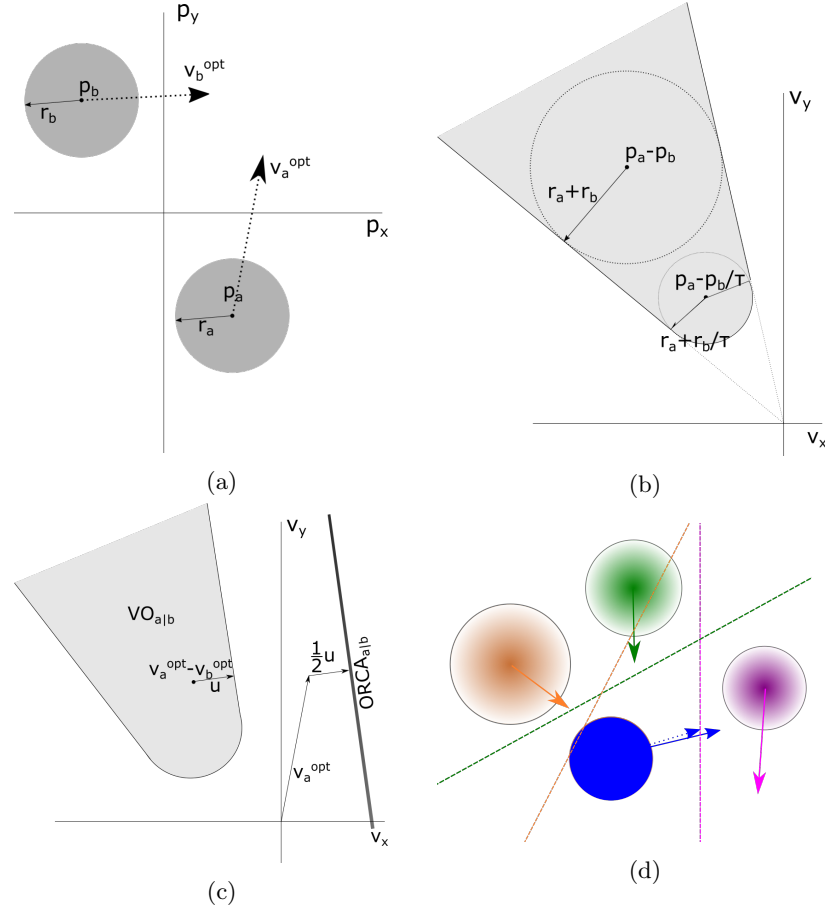 p_y
v_b^opt
p_b
r_b
v_a^opt
p_x
p_a
r_a
(a)
v_y
p_a-p_b
r_a+r_b
p_a-p_b/τ
r_a+r_b/τ
v_x
(b)
v_y
VO_a|b
v_a^opt-v_b^opt
u
½u
ORCA_a|b
v_a^opt
v_x
(c)
(d)